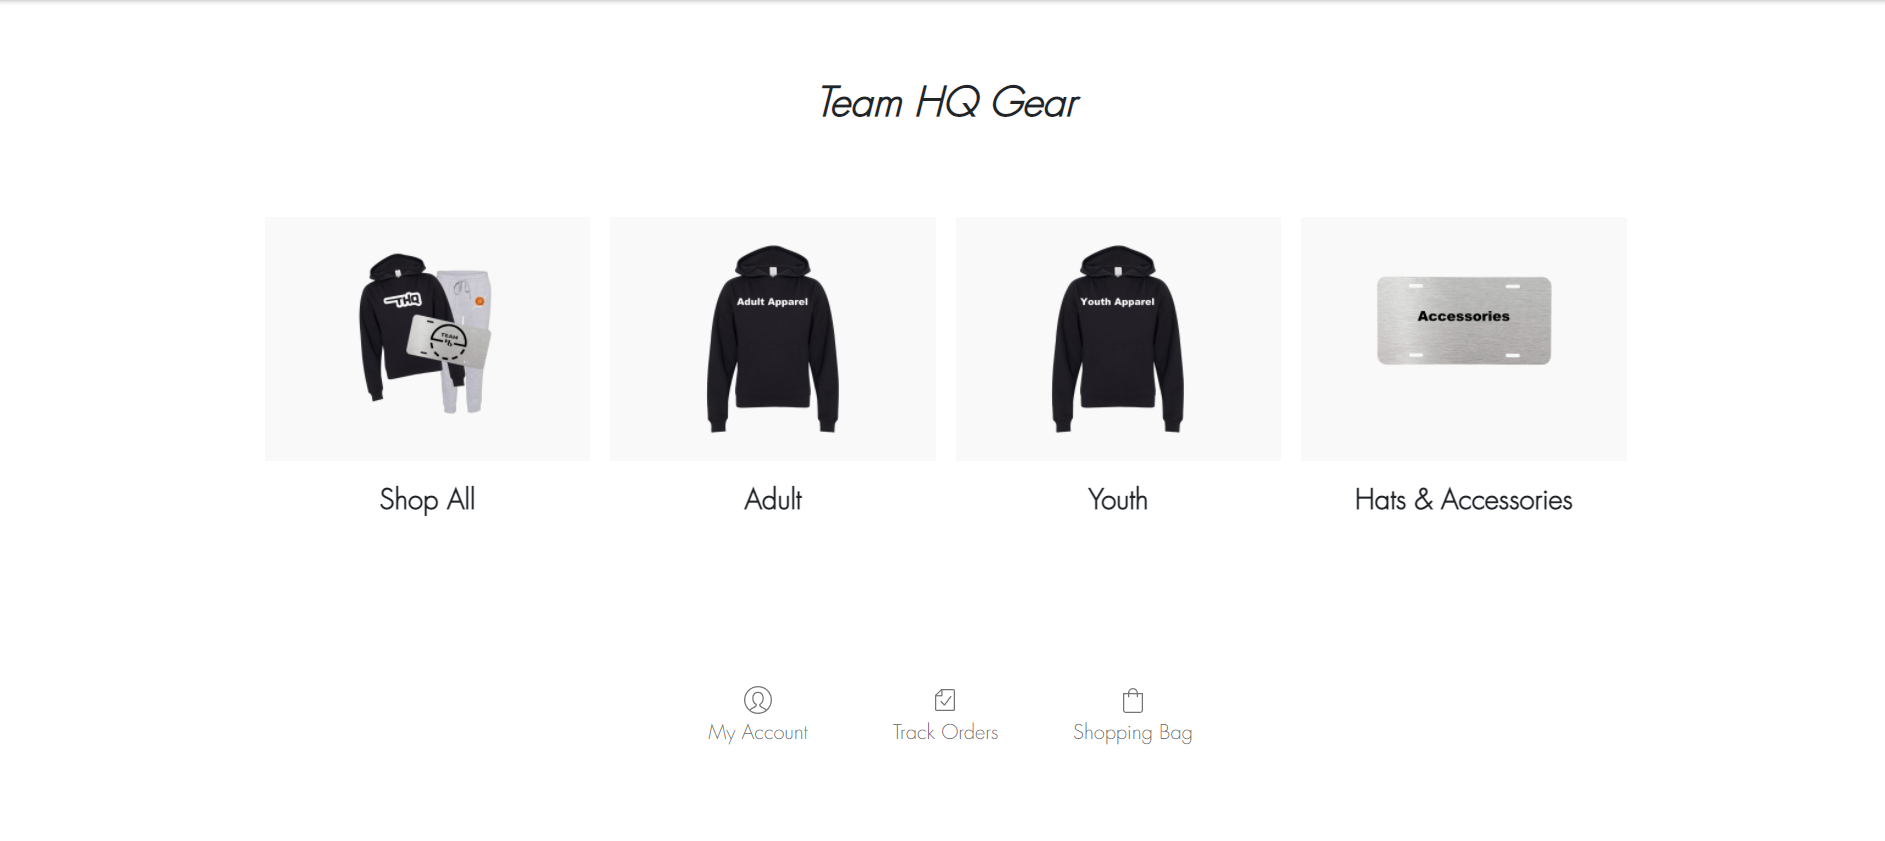 Team HQ Gear
THQ
TEAM
Adult Apparel
Youth Apparel
Accessories
Shop All
Adult
Youth
Hats & Accessories
My Account
Track Orders
Shopping Bag